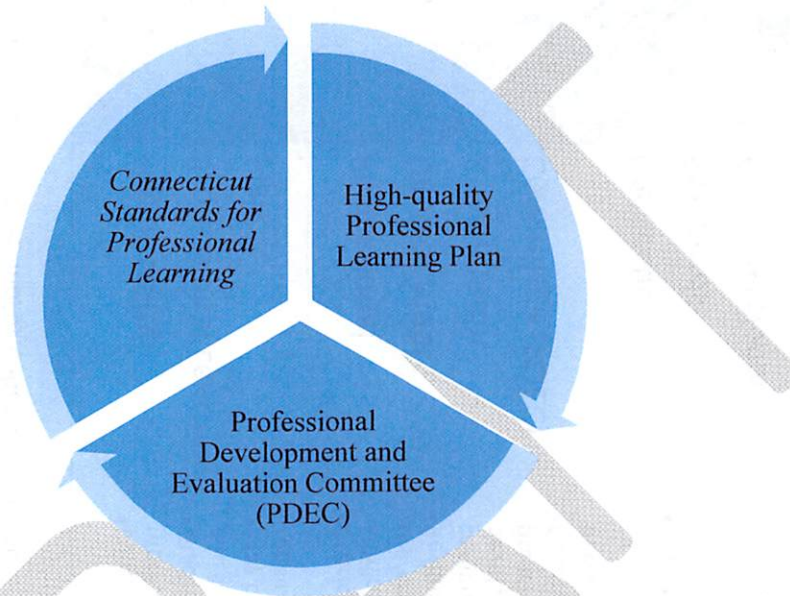 Connecticut
Standards for
Professional
Learning
High-quality
Professional
Learning Plan
Professional
Development and
Evaluation Committee
(PDEC)